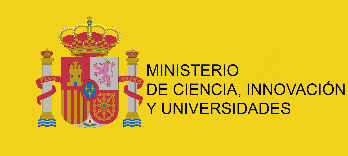 MINISTERIO
DE CIENCIA, INNOVACIÓN
Y UNIVERSIDADES